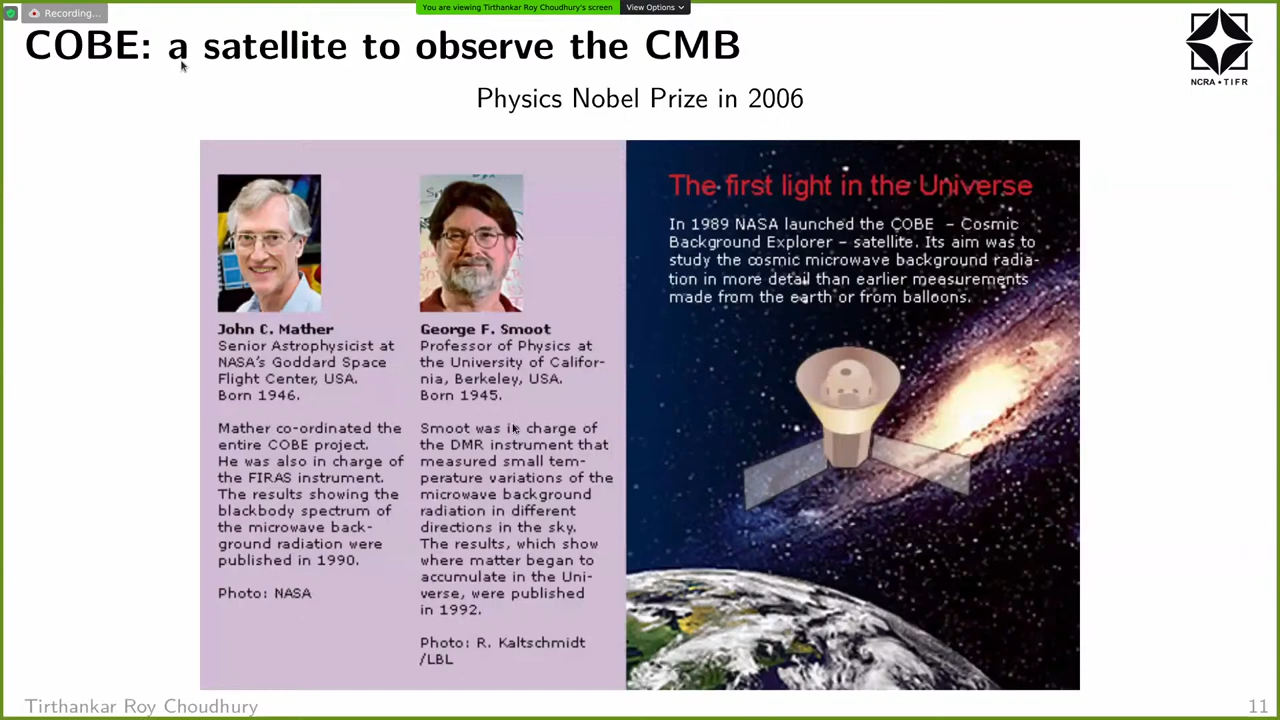 Recording...
You are viewing Tirthankar Roy Choudhury's screen
View Options
COBE: a satellite to observe the CMB
NCRA • TIFR
Physics Nobel Prize in 2006
John C. Mather
Senior Astrophysicist at
NASA's Goddard Space
Flight Center, USA.
Born 1946.
Mather co-ordinated the
entire COBE project.
He was also in charge of
the FIRAS instrument.
The results showing the
blackbody spectrum of
the microwave back-
ground radiation were
published in 1990.
Photo: NASA
George F. Smoot
Professor of Physics at
the University of Califor-
nia, Berkeley, USA.
Born 1945.
Smoot was in charge of
the DMR instrument that
measured small tem-
perature variations of the
microwave background
radiation in different
directions in the sky.
The results, which show
where matter began to
accumulate in the Uni-
verse, were published
in 1992.
Photo: R. Kaltschmidt
/LBL
The first light in the Universe
In 1989 NASA launched the COBE – Cosmic
Background Explorer – satellite. Its aim was to
study the cosmic microwave background radia-
tion in more detail than earlier measurements
made from the earth or from balloons.
Tirthankar Roy Choudhury
11